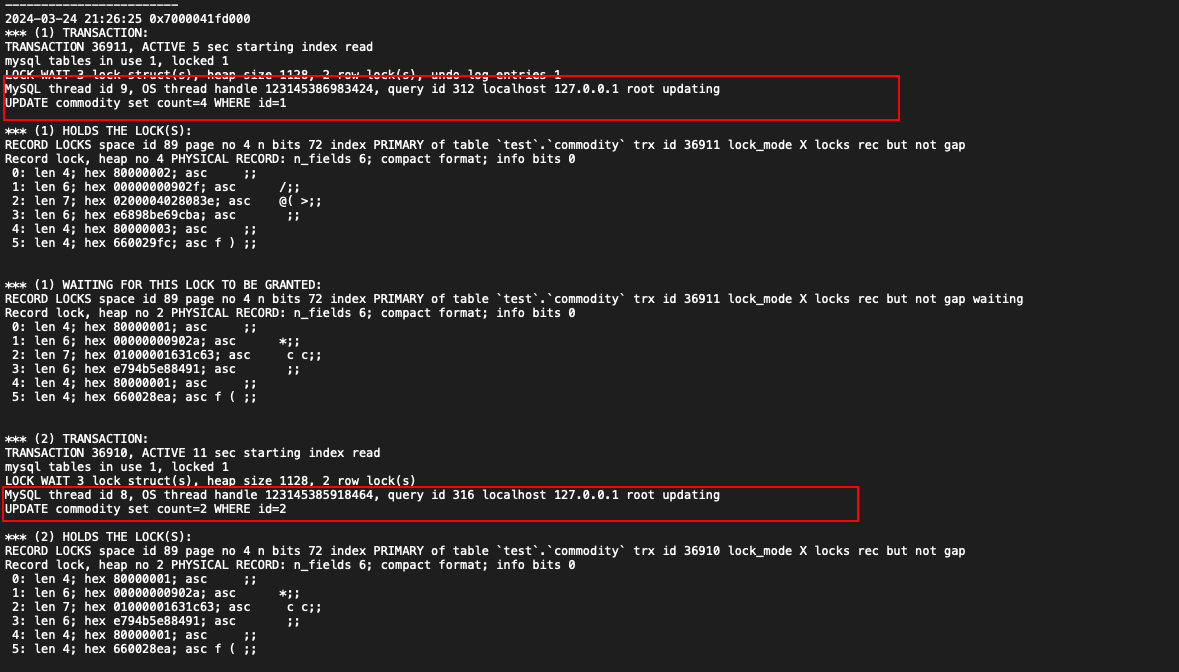 ------------------------
2024-03-24 21:26:25 0x7000041fd000
*** (1) TRANSACTION:
TRANSACTION 36911, ACTIVE 5 sec starting index read
mysql tables in use 1, locked 1
LOCK WAIT 3 lock struct(s), heap size 1128, 2 row lock(s), undo log entries 1
MySQL thread id 9, OS thread handle 123145386983424, query id 312 localhost 127.0.0.1 root updating
UPDATE commodity set count=4 WHERE id=1
*** (1) HOLDS THE LOCK(S):
RECORD LOCKS space id 89 page no 4 n bits 72 index PRIMARY of table `test`.`commodity` trx id 36911 lock_mode X locks rec but not gap
Record lock, heap no 4 PHYSICAL RECORD: n_fields 6; compact format; info bits 0
0: len 4; hex 80000002; asc     ;;
1: len 6; hex 00000000902f; asc      /;;
2: len 7; hex 0200004028083e; asc    @( >;;
3: len 6; hex e6898be69cba; asc       ;;
4: len 4; hex 80000003; asc     ;;
5: len 4; hex 660029fc; asc f ) ;;
*** (1) WAITING FOR THIS LOCK TO BE GRANTED:
RECORD LOCKS space id 89 page no 4 n bits 72 index PRIMARY of table `test`.`commodity` trx id 36911 lock_mode X locks rec but not gap waiting
Record lock, heap no 2 PHYSICAL RECORD: n_fields 6; compact format; info bits 0
0: len 4; hex 80000001; asc     ;;
1: len 6; hex 00000000902a; asc      *;;
2: len 7; hex 01000001631c63; asc     c c;;
3: len 6; hex e794b5e88491; asc       ;;
4: len 4; hex 80000001; asc     ;;
5: len 4; hex 660028ea; asc f ( ;;
*** (2) TRANSACTION:
TRANSACTION 36910, ACTIVE 11 sec starting index read
mysql tables in use 1, locked 1
LOCK WAIT 3 lock struct(s), heap size 1128, 2 row lock(s)
MySQL thread id 8, OS thread handle 123145385918464, query id 316 localhost 127.0.0.1 root updating
UPDATE commodity set count=2 WHERE id=2
*** (2) HOLDS THE LOCK(S):
RECORD LOCKS space id 89 page no 4 n bits 72 index PRIMARY of table `test`.`commodity` trx id 36910 lock_mode X locks rec but not gap
Record lock, heap no 2 PHYSICAL RECORD: n_fields 6; compact format; info bits 0
0: len 4; hex 80000001; asc     ;;
1: len 6; hex 00000000902a; asc      *;;
2: len 7; hex 01000001631c63; asc     c c;;
3: len 6; hex e794b5e88491; asc       ;;
4: len 4; hex 80000001; asc     ;;
5: len 4; hex 660028ea; asc f ( ;;